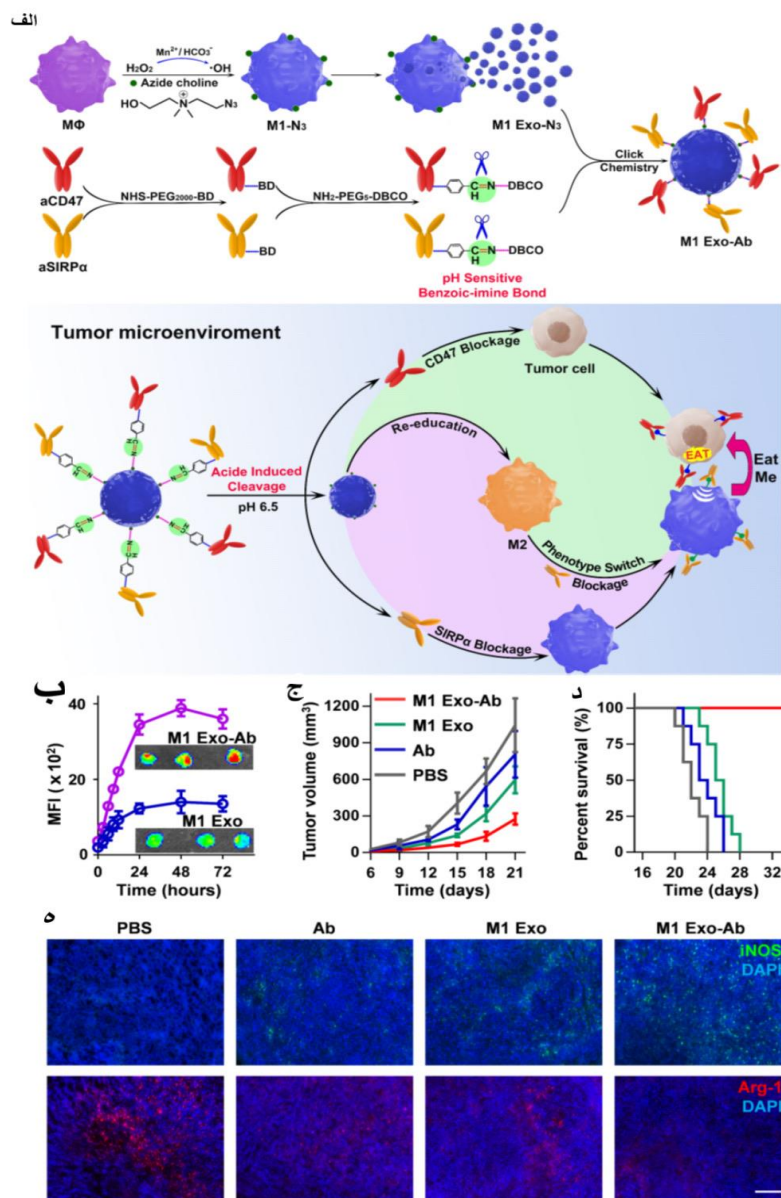 الف
Mn²⁺/ HCO₃⁻
H₂O₂ ·OH
Azide choline
HO N⊕ N₃
MΦ M1-N₃ M1 Exo-N₃
Click
Chemistry
aCD47 NHS-PEG₂₀₀₀-BD BD NH₂-PEG₅-DBCO C=N-DBCO
H
aSIRPα BD C=N-DBCO
H
M1 Exo-Ab
pH Sensitive
Benzoic-imine Bond
Tumor microenviroment
CD47 Blockage
Tumor cell
Re-education
Acide Induced
Cleavage
pH 6.5
EAT
Eat
Me
M2
Phenotype Switch
Blockage
SIRPα Blockage
ب
MFI ( x 10²)
40
20
0
M1 Exo-Ab
M1 Exo
0 24 48 72
Time (hours)
ج
Tumor volume (mm³)
1200
900
600
300
0
M1 Exo-Ab
M1 Exo
Ab
PBS
6 9 12 15 18 21
Time (days)
Percent survival (%)
100
75
50
25
0
16 20 24 28 32
Time (days)
ه
PBS Ab M1 Exo M1 Exo-Ab
iNOS
DAPI
Arg-1
DAPI